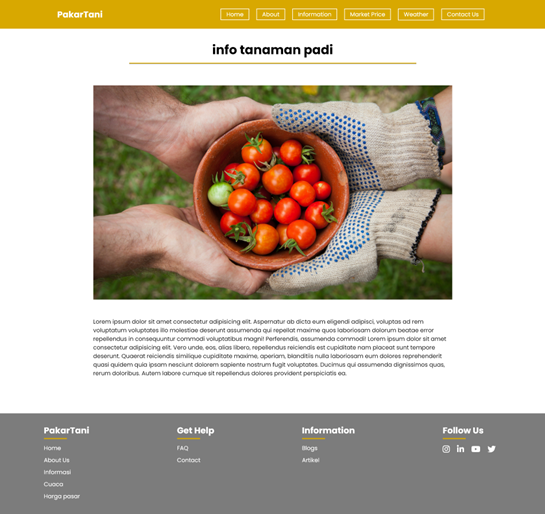 PakarTani
Home About Information Market Price Weather Contact Us
info tanaman padi
Lorem ipsum dolor sit amet consectetur adipisicing elit. Aspernatur ab dicta eum eligendi adipisci, voluptas ad rem
voluptatum voluptates illo molestiae deserunt assumenda qui repellat maxime quos laboriosam dolorum beatae error
repellendus in consequuntur commodi voluptatibus magni! Perferendis, assumenda commodi! Lorem ipsum dolor sit amet
consectetur adipisicing elit. Vero unde, eos, alias libero, repellendus reiciendis est cupiditate nam placeat sunt tempore
deserunt. Quaerat reiciendis similique cupiditate maxime, aperiam, blanditiis nulla laboriosam eum dolores reprehenderit
quasi quidem quia ipsam nesciunt dolorem sapiente nostrum fugit voluptates. Ducimus qui assumenda dignissimos quas,
rerum doloribus. Autem labore cumque sit repellendus dolores provident perspiciatis ea.
PakarTani
Home
About Us
Informasi
Cuaca
Harga pasar
Get Help
FAQ
Contact
Information
Blogs
Artikel
Follow Us